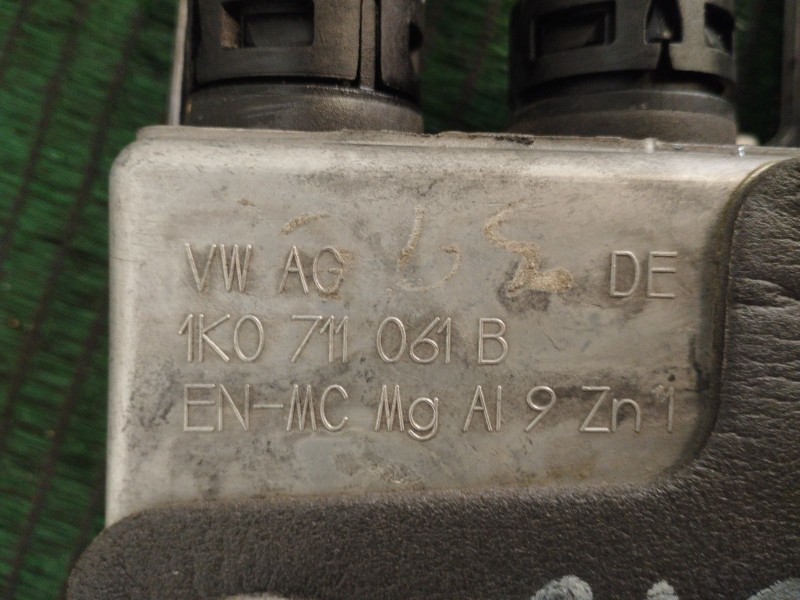 VW AG DE
1K0 711 061 B
EN-MC Mg Al 9 Zn 1